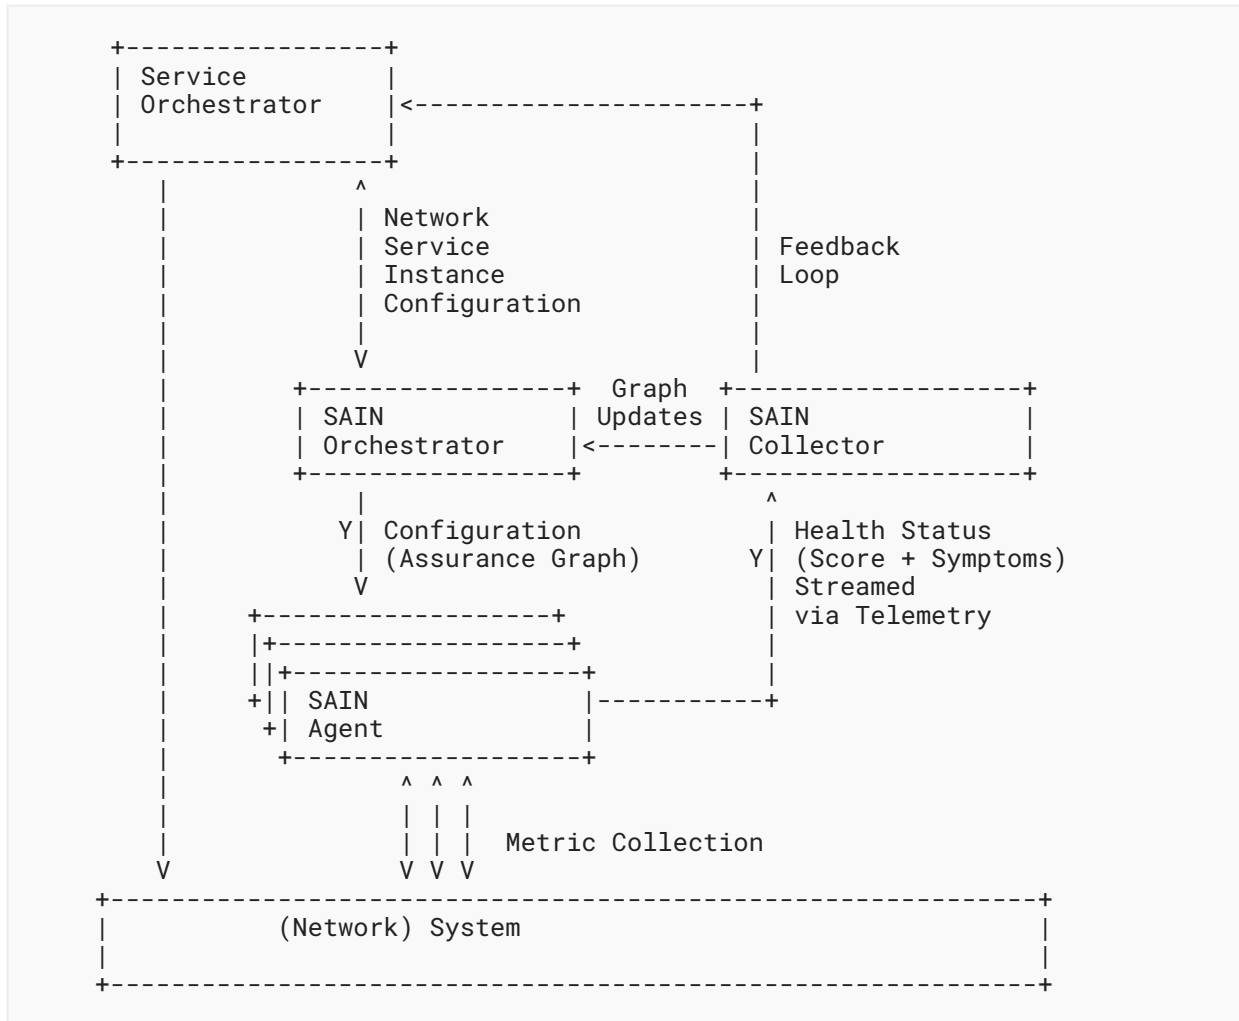 Service
Orchestrator
Network
Service
Instance
Configuration
Feedback
Loop
Graph
Updates
SAIN
Orchestrator
SAIN
Collector
Y Configuration
(Assurance Graph)
Y Health Status
(Score + Symptoms)
Streamed
via Telemetry
SAIN
Agent
Metric Collection
(Network) System